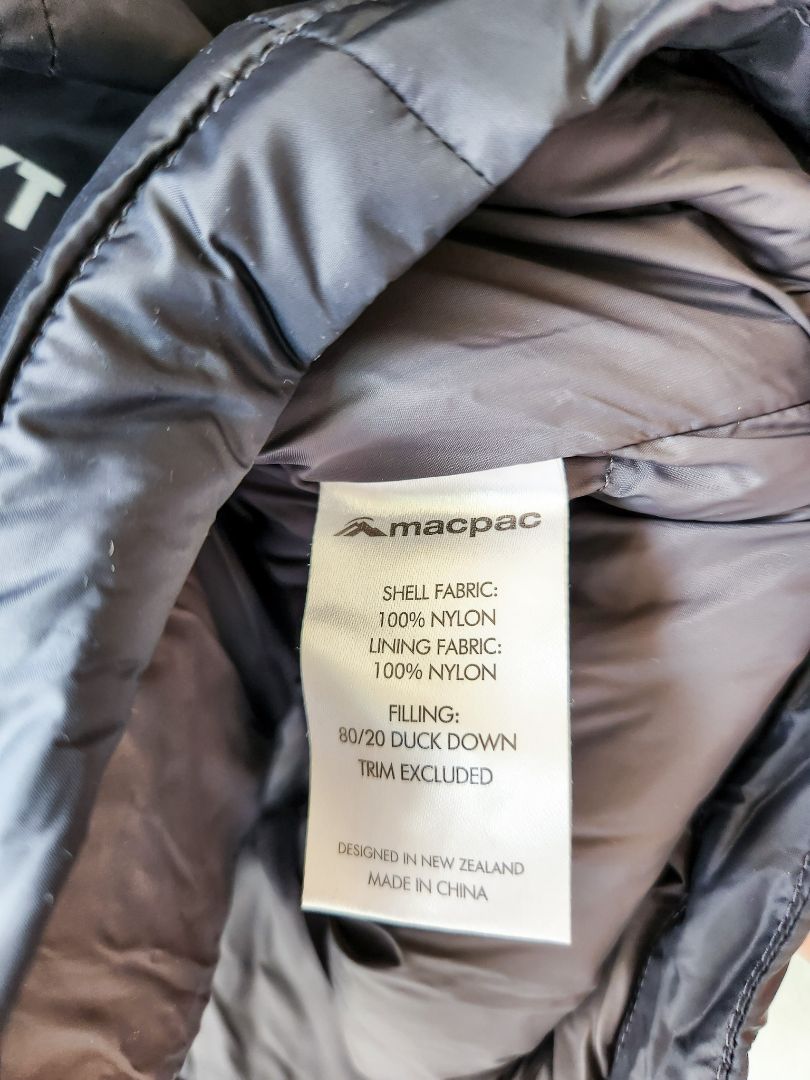 YT
macpac
SHELL FABRIC:
100% NYLON
LINING FABRIC:
100% NYLON
FILLING:
80/20 DUCK DOWN
TRIM EXCLUDED
DESIGNED IN NEW ZEALAND
MADE IN CHINA